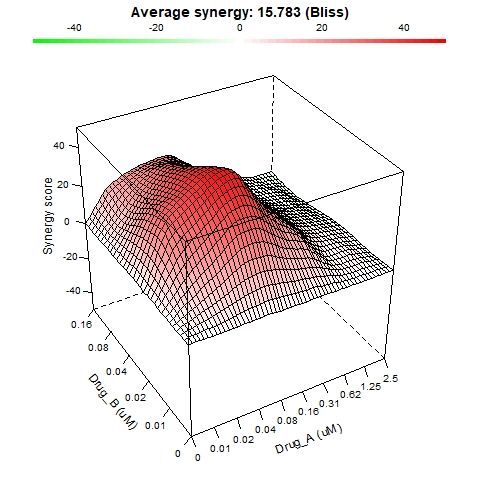 Average synergy: 15.783 (Bliss)
-40 -20 0 20 40
Synergy score
40
20
0
-20
-40
0.16
0.08
0.04
0.02
0.01
0
Drug_B (uM)
0 0.01 0.02 0.04 0.08 0.16 0.31 0.62 1.25 2.5
Drug_A (uM)